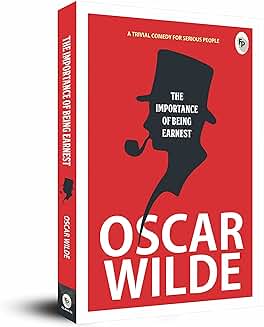 A TRIVIAL COMEDY FOR SERIOUS PEOPLE
FP
THE
IMPORTANCE
OF BEING
EARNEST
OSCAR
WILDE
THE IMPORTANCE OF BEING EARNEST
OSCAR WILDE